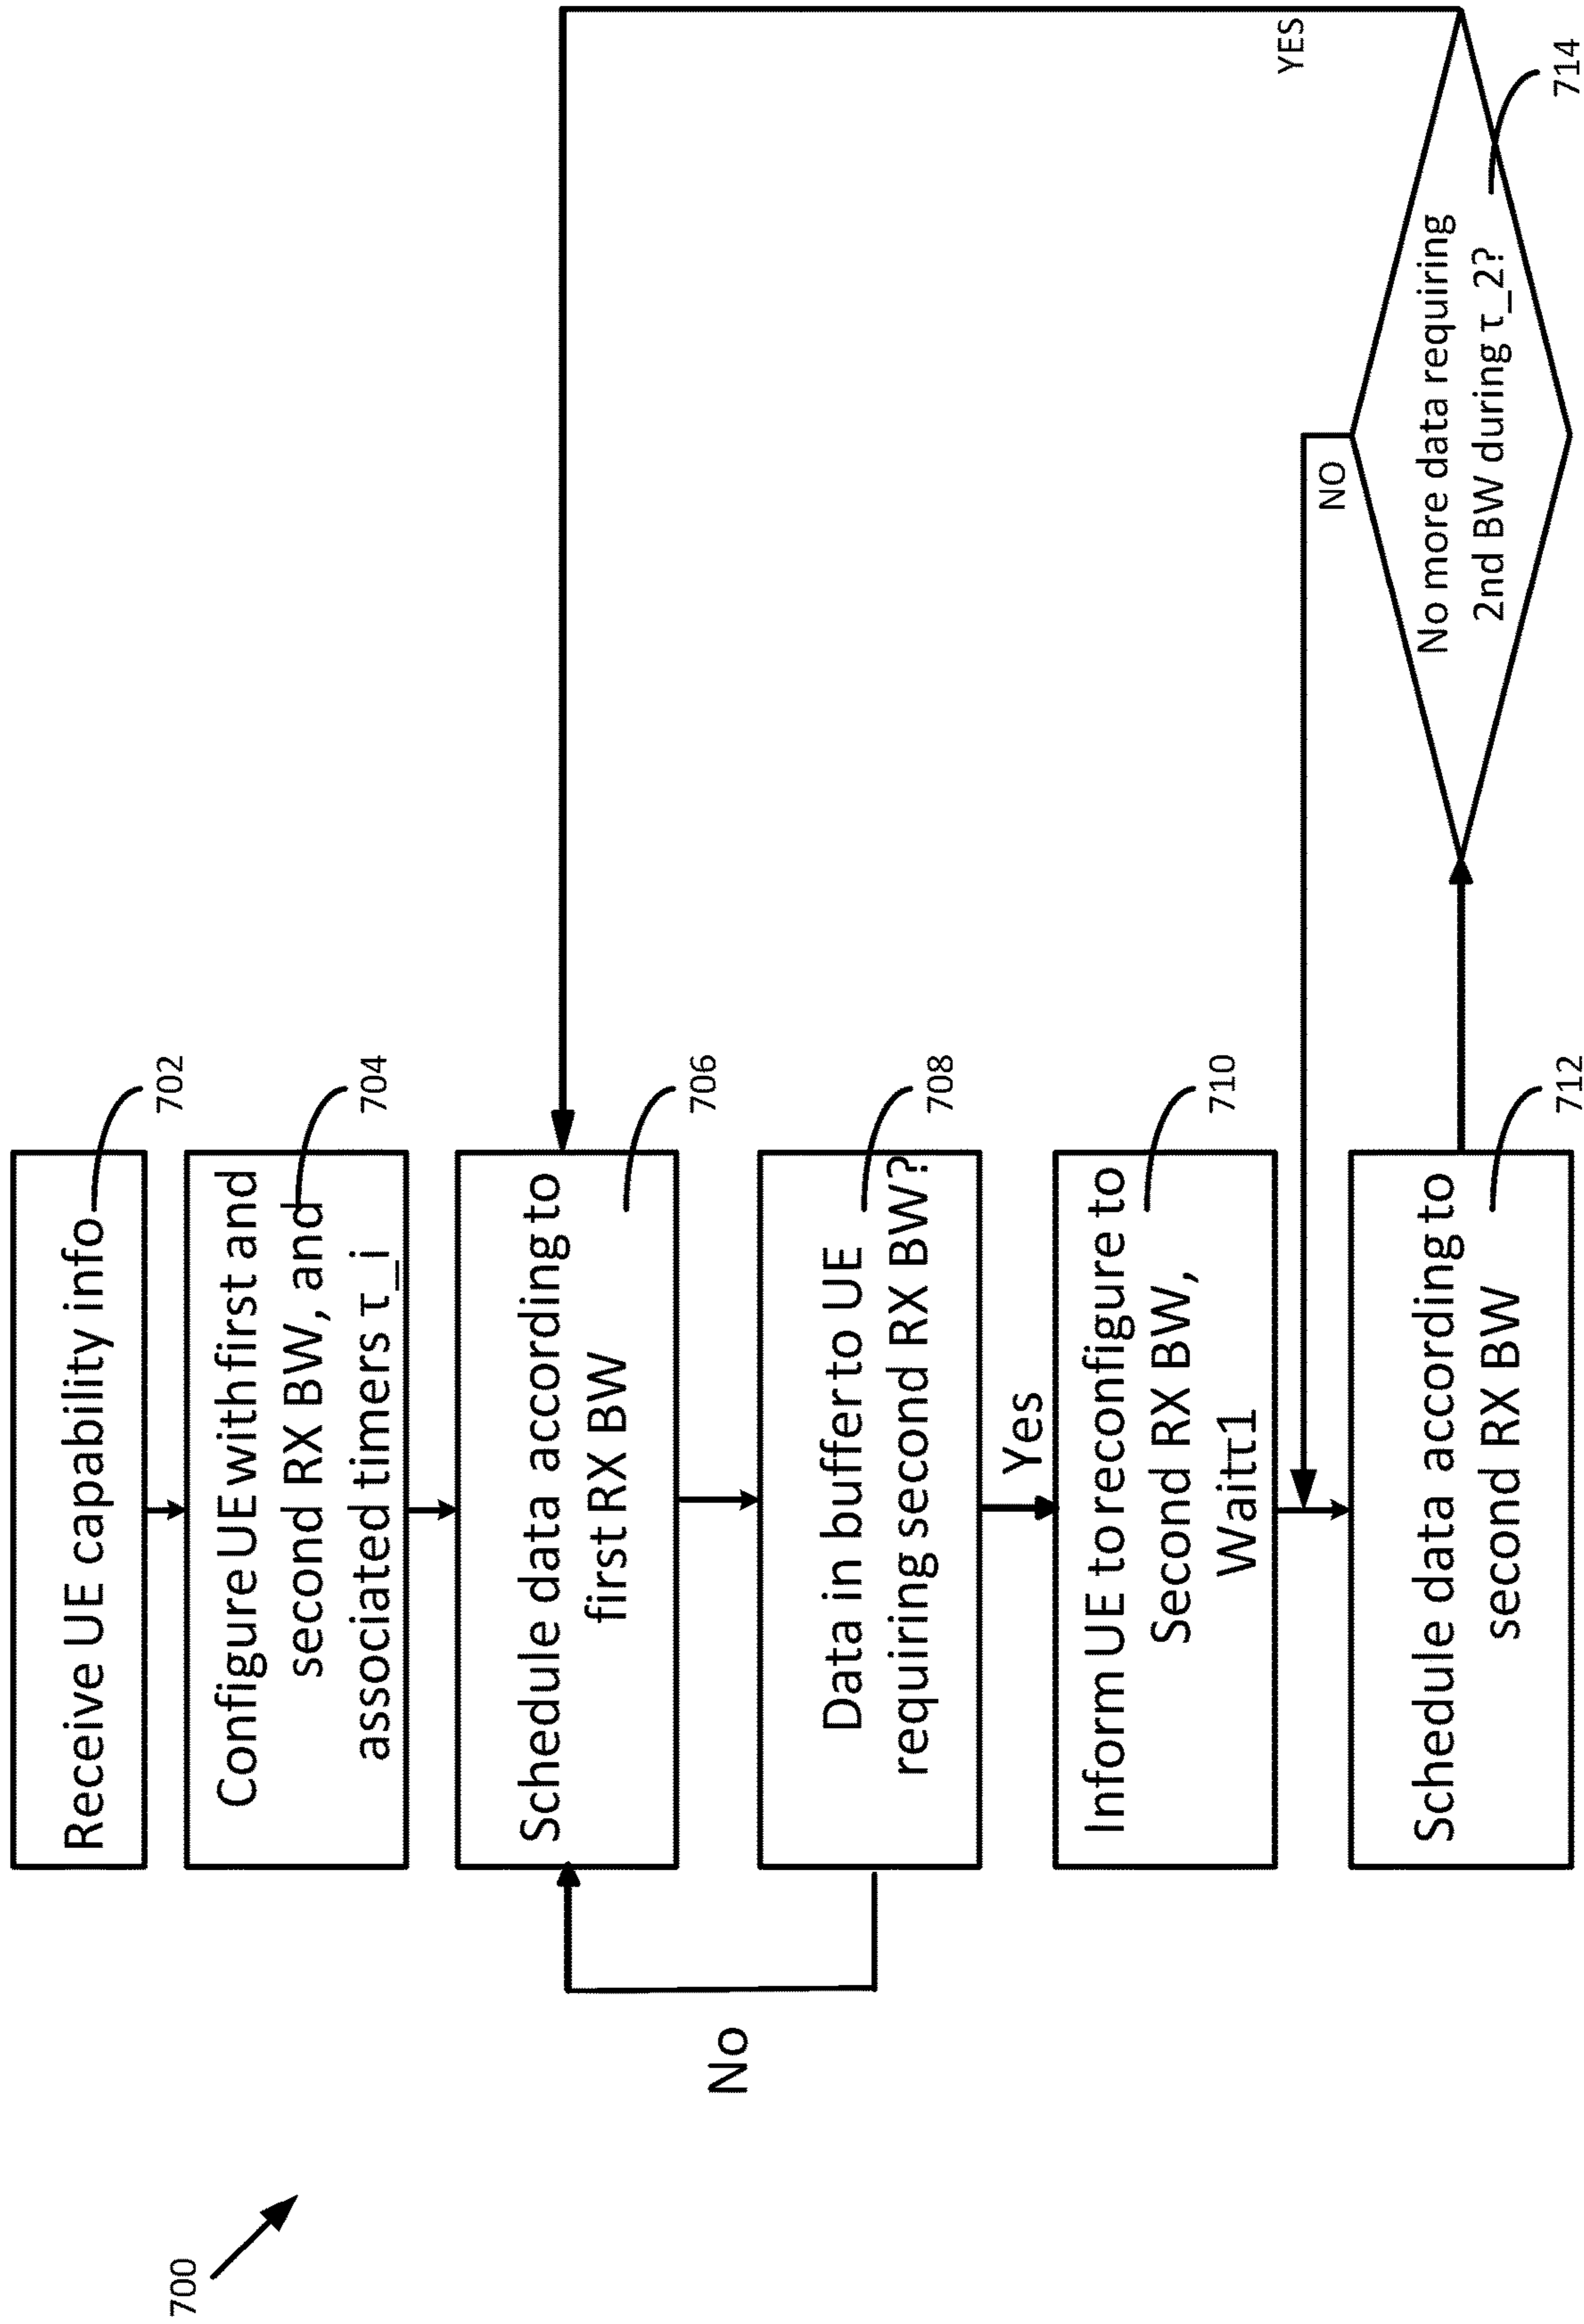 700
Receive UE capability info
702
Configure UE with first and
second RX BW, and
associated timers τ_i
704
Schedule data according to
first RX BW
706
Data in buffer to UE
requiring second RX BW?
708
No
Yes
Inform UE to reconfigure to
Second RX BW,
Waitτ1
710
Schedule data according to
second RX BW
712
No more data requiring
2nd BW during τ_2?
714
NO
YES